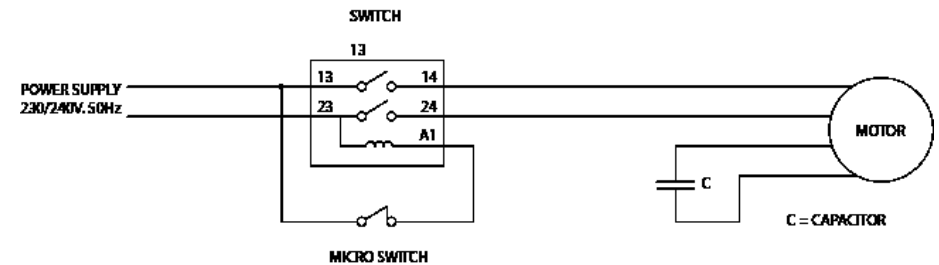 SWITCH
13
13
14
POWER SUPPLY
230/240V. 50Hz
23
24
A1
MOTOR
C
C = CAPACITOR
MICRO SWITCH